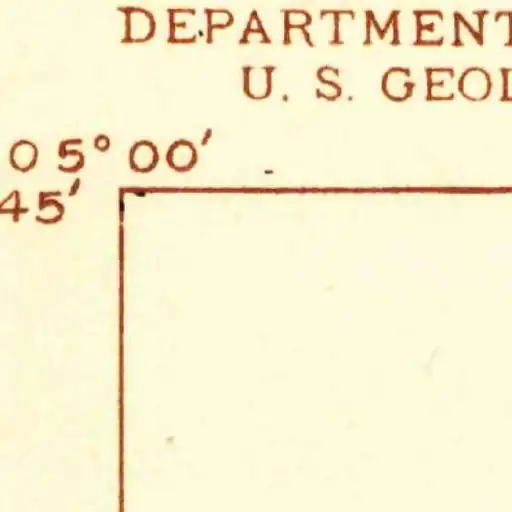 DEPARTMENT
U. S. GEOL
05° 00′
45′